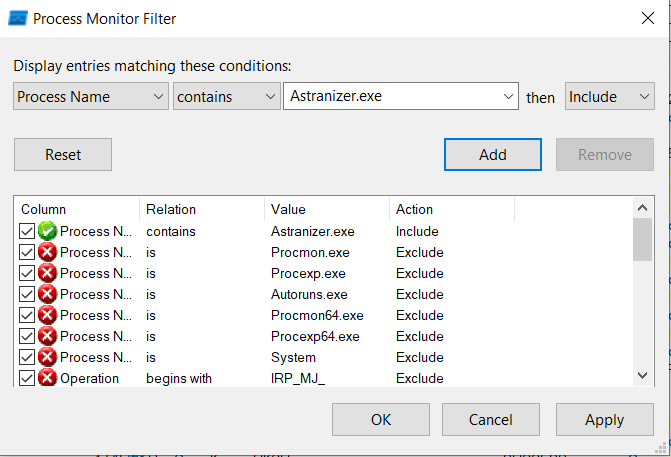 Process Monitor Filter
Display entries matching these conditions:
Process Name contains Astranizer.exe then Include
Reset Add Remove
Column Relation Value Action
Process N... contains Astranizer.exe Include
Process N... is Procmon.exe Exclude
Process N... is Procexp.exe Exclude
Process N... is Autoruns.exe Exclude
Process N... is Procmon64.exe Exclude
Process N... is Procexp64.exe Exclude
Process N... is System Exclude
Operation begins with IRP_MJ_ Exclude
OK Cancel Apply